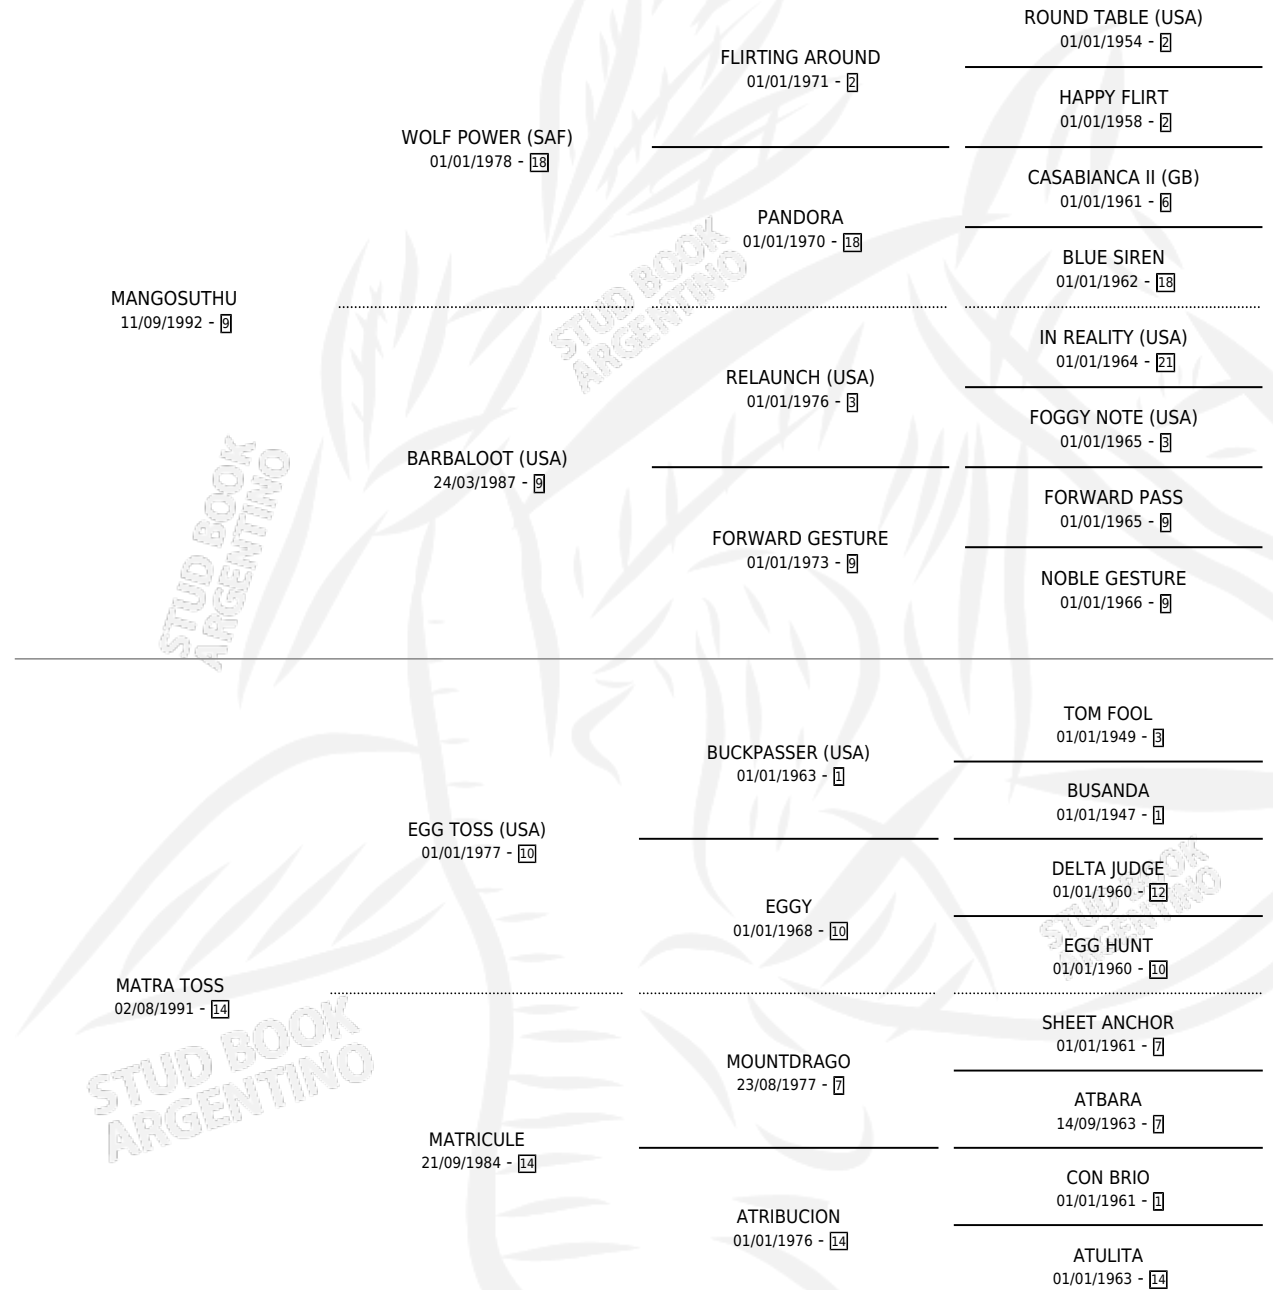 ROUND TABLE (USA)
01/01/1954 - 2
FLIRTING AROUND
01/01/1971 - 2
HAPPY FLIRT
01/01/1958 - 2
WOLF POWER (SAF)
01/01/1978 - 18
CASABIANCA II (GB)
01/01/1961 - 6
PANDORA
01/01/1970 - 18
BLUE SIREN
01/01/1962 - 18
MANGOSUTHU
11/09/1992 - 9
IN REALITY (USA)
01/01/1964 - 21
RELAUNCH (USA)
01/01/1976 - 3
FOGGY NOTE (USA)
01/01/1965 - 3
BARBALOOT (USA)
24/03/1987 - 9
FORWARD PASS
01/01/1965 - 9
FORWARD GESTURE
01/01/1973 - 9
NOBLE GESTURE
01/01/1966 - 9
TOM FOOL
01/01/1949 - 3
BUCKPASSER (USA)
01/01/1963 - 1
BUSANDA
01/01/1947 - 1
EGG TOSS (USA)
01/01/1977 - 10
DELTA JUDGE
01/01/1960 - 12
EGGY
01/01/1968 - 10
EGG HUNT
01/01/1960 - 10
MATRA TOSS
02/08/1991 - 14
SHEET ANCHOR
01/01/1961 - 7
MOUNTDRAGO
23/08/1977 - 7
ATBARA
14/09/1963 - 7
MATRICULE
21/09/1984 - 14
CON BRIO
01/01/1961 - 1
ATRIBUCION
01/01/1976 - 14
ATULITA
01/01/1963 - 14
STUD BOOK
ARGENTINO
STUD BOOK
ARGENTINO
STUD BOOK
ARGENTINO
STUD BOOK
ARGENTINO